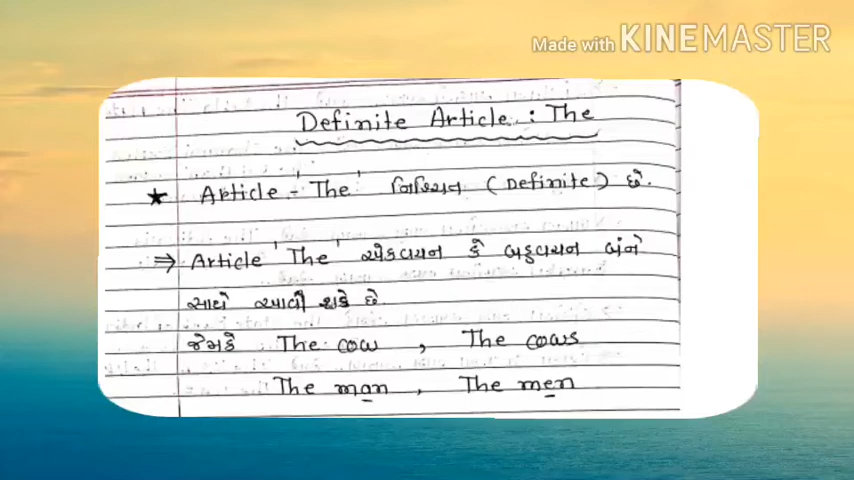 Made with KINEMASTER
Definite Article : The
★ Article - 'The' નિશ્ચિત (Definite) છે.
⇒ Article 'The' એકવચન કે બહુવચન બંને
સાથે આવી શકે છે
જેમકે The cow , The cows
The man , The men